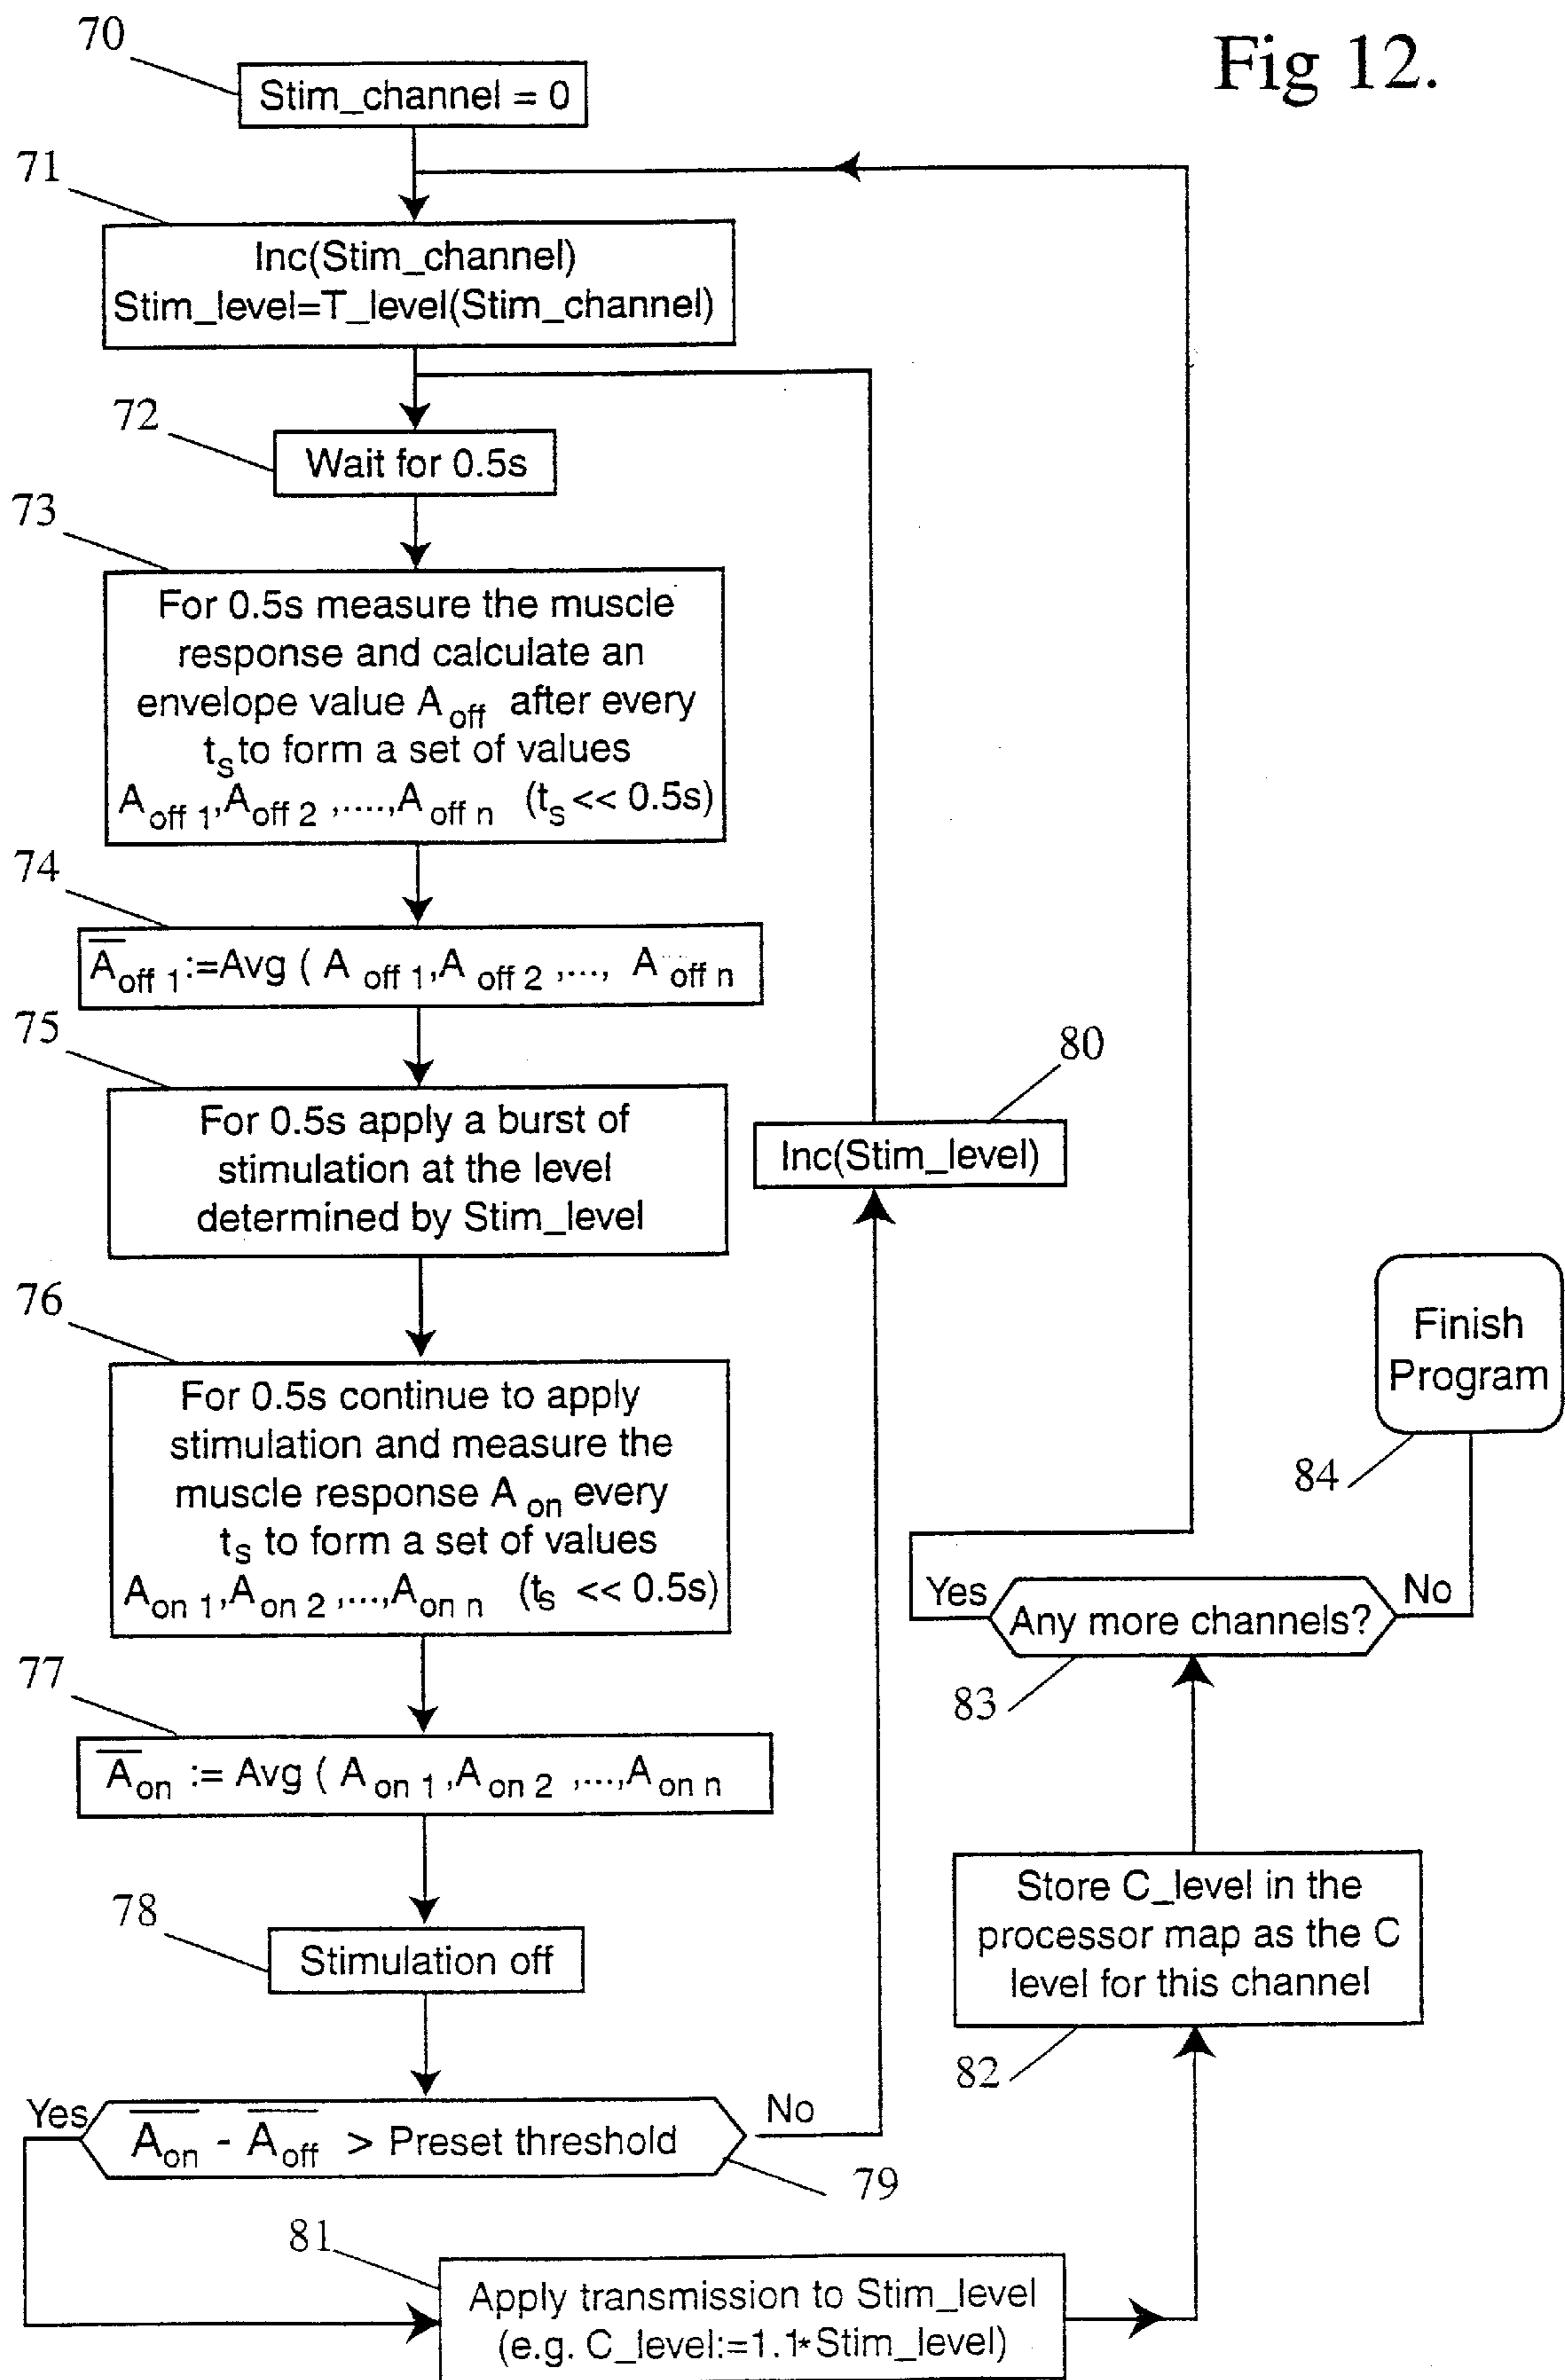 Fig 12.
70
Stim_channel = 0
71
Inc(Stim_channel)
Stim_level=T_level(Stim_channel)
72
Wait for 0.5s
73
For 0.5s measure the muscle
response and calculate an
envelope value A off after every
ts to form a set of values
A off 1,A off 2 ,....,A off n (ts << 0.5s)
74
A off 1:=Avg ( A off 1,A off 2 ,..., A off n
75
For 0.5s apply a burst of
stimulation at the level
determined by Stim_level
76
For 0.5s continue to apply
stimulation and measure the
muscle response A on every
ts to form a set of values
A on 1,A on 2 ,...,A on n (ts << 0.5s)
77
A on := Avg ( A on 1 ,A on 2 ,...,A on n
78
Stimulation off
Yes
A on - A off > Preset threshold
No
79
80
Inc(Stim_level)
81
Apply transmission to Stim_level
(e.g. C_level:=1.1*Stim_level)
Store C_level in the
processor map as the C
level for this channel
82
Yes
Any more channels?
No
83
Finish
Program
84